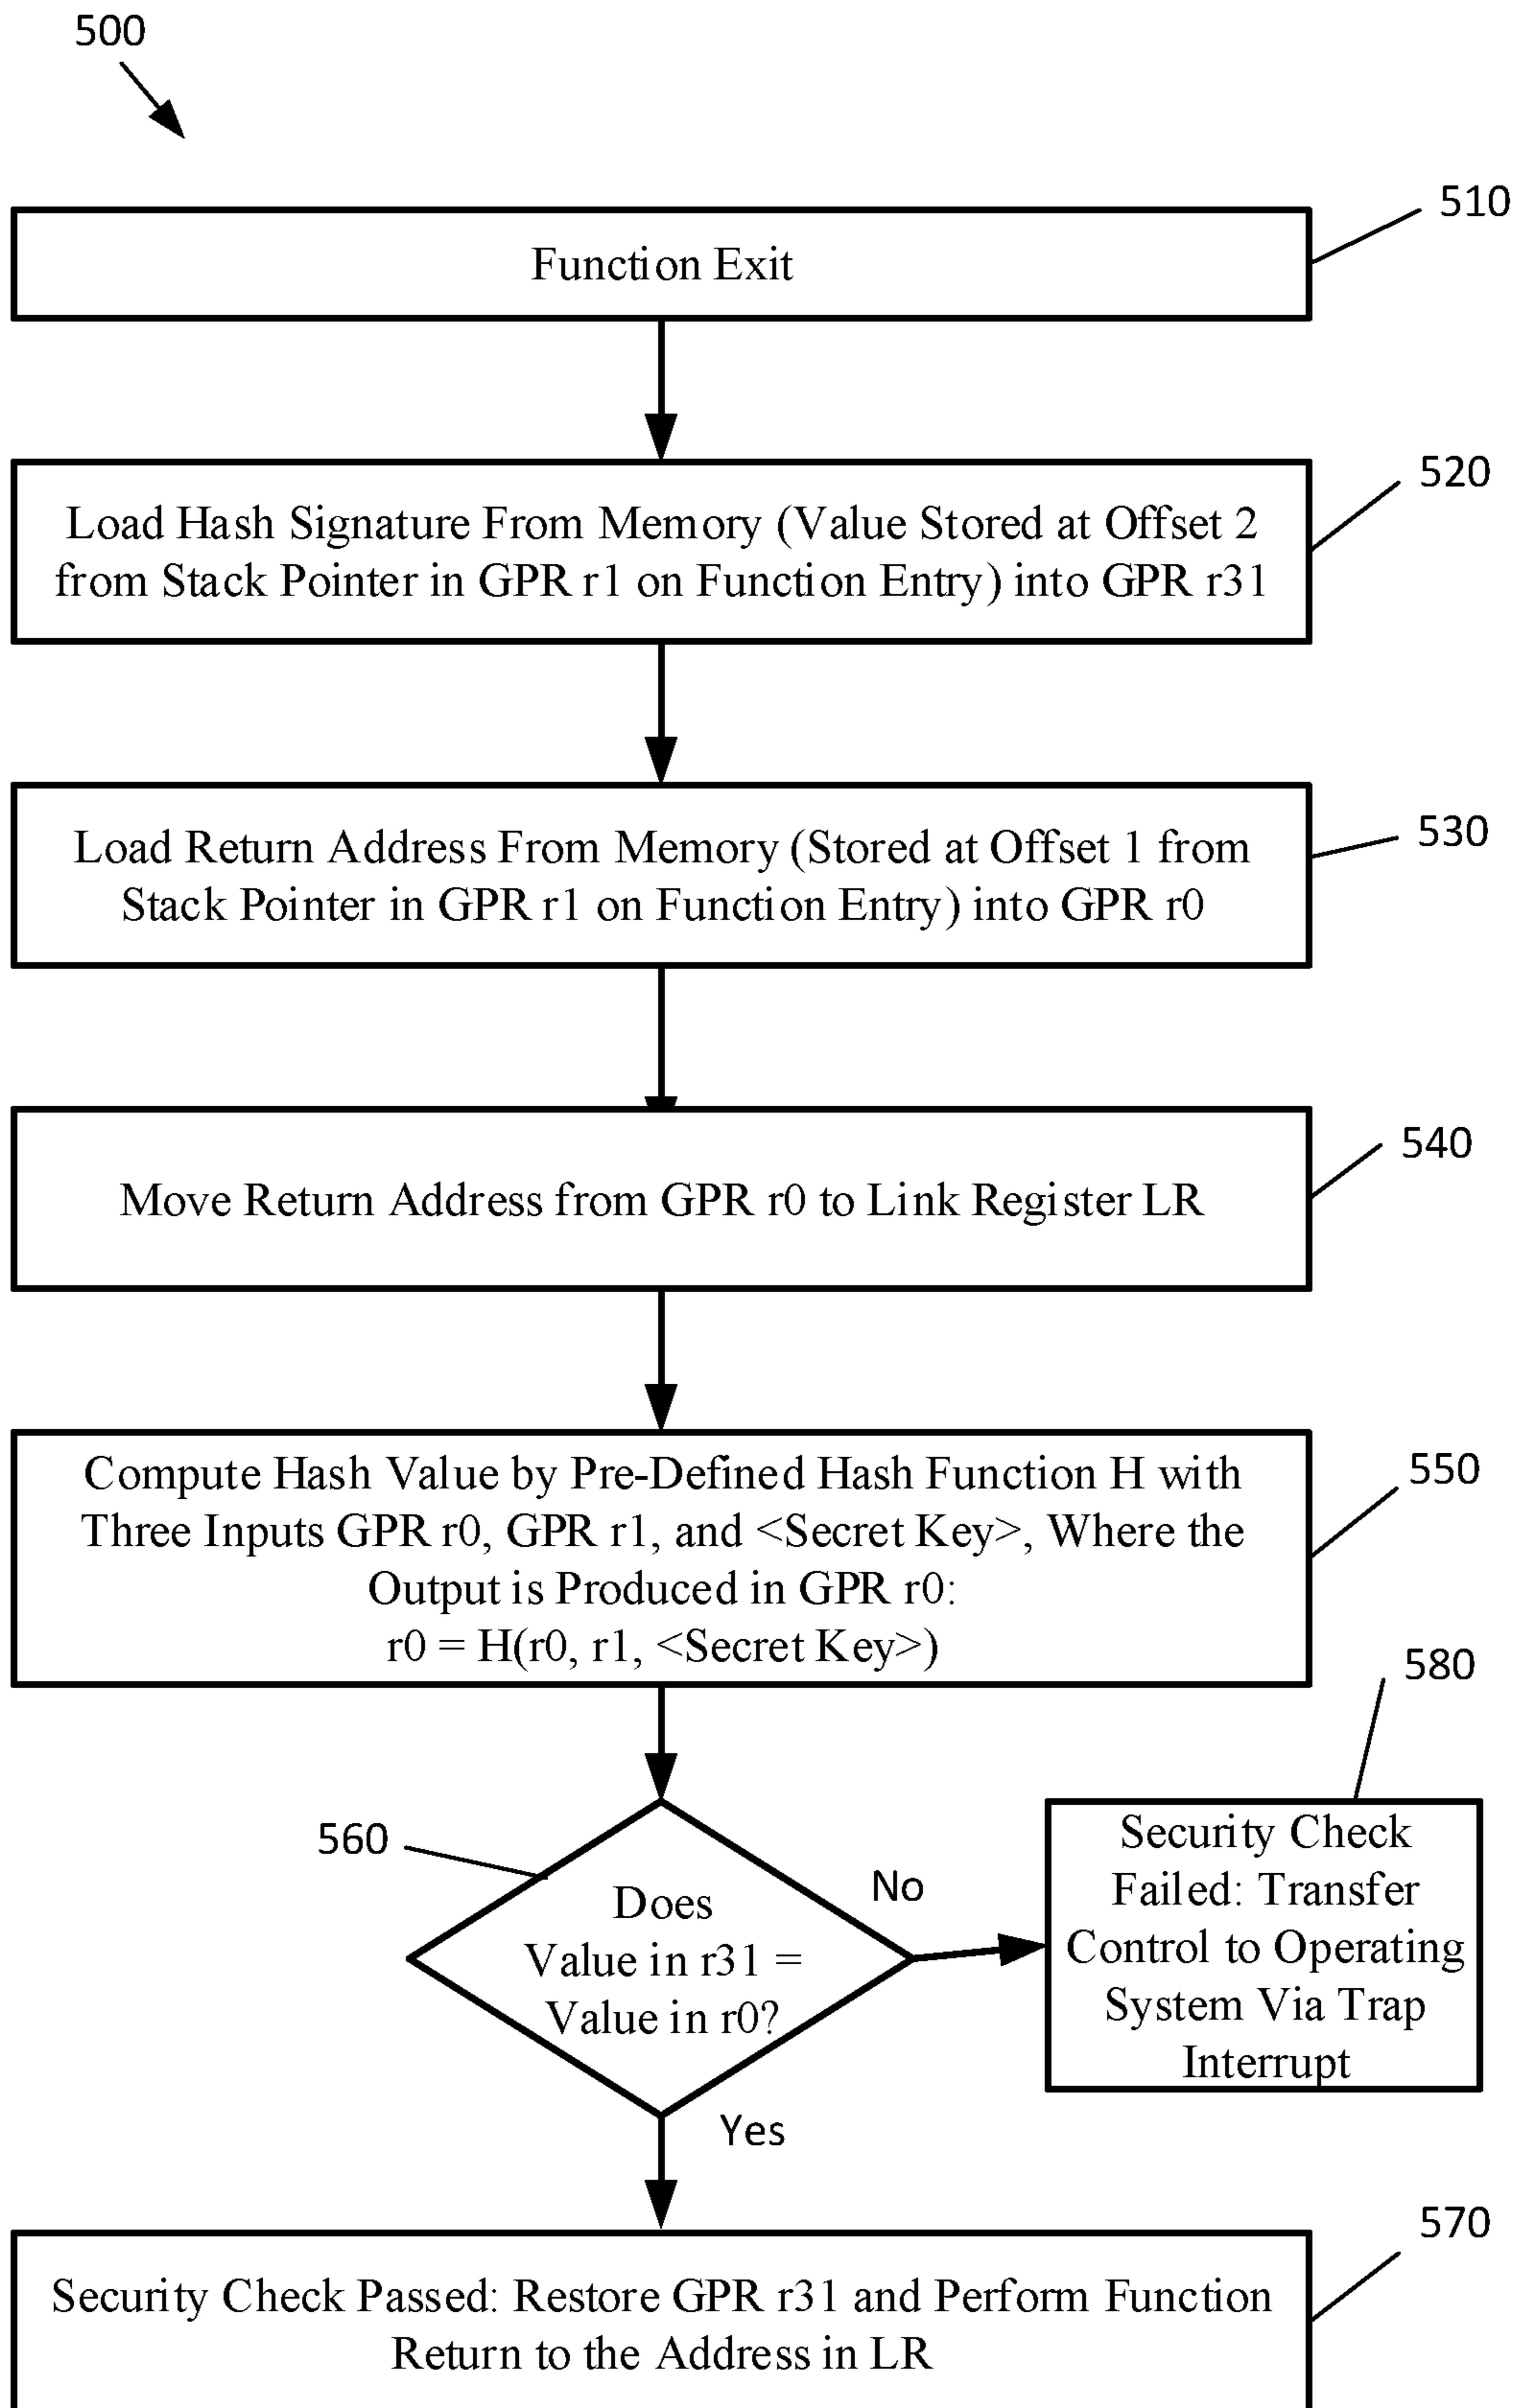 500
510
Function Exit
520
Load Hash Signature From Memory (Value Stored at Offset 2
from Stack Pointer in GPR r1 on Function Entry) into GPR r31
530
Load Return Address From Memory (Stored at Offset 1 from
Stack Pointer in GPR r1 on Function Entry) into GPR r0
540
Move Return Address from GPR r0 to Link Register LR
550
Compute Hash Value by Pre-Defined Hash Function H with
Three Inputs GPR r0, GPR r1, and <Secret Key>, Where the
Output is Produced in GPR r0:
r0 = H(r0, r1, <Secret Key>)
560
Does
Value in r31 =
Value in r0?
No
580
Security Check
Failed: Transfer
Control to Operating
System Via Trap
Interrupt
Yes
570
Security Check Passed: Restore GPR r31 and Perform Function
Return to the Address in LR